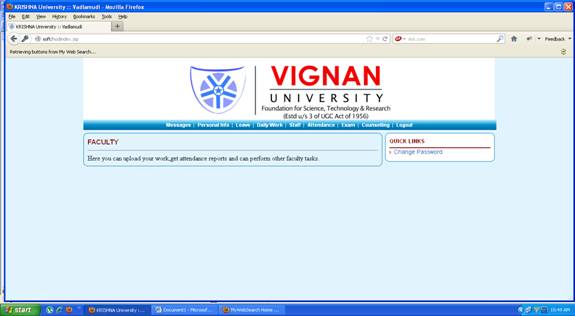 KRISHNA University :: Vadlamudi - Mozilla Firefox
File Edit View History Bookmarks Tools Help
KRISHNA University :: Vadlamudi
Ask.com Feedback
Retrieving buttons from My Web Search...
VIGNAN
UNIVERSITY
Foundation for Science, Technology & Research
(Estd u/s 3 of UGC Act of 1956)
Messages | Personal Info | Leave | Daily Work | Staff | Attendance | Exam | Counselling | Logout
FACULTY
Here you can upload your work,get attendance reports and can perform other faculty tasks.
QUICK LINKS
Change Password
start KRISHNA University :... Document1 - Microsof... MyWebSearch Home ... 10:40 AM